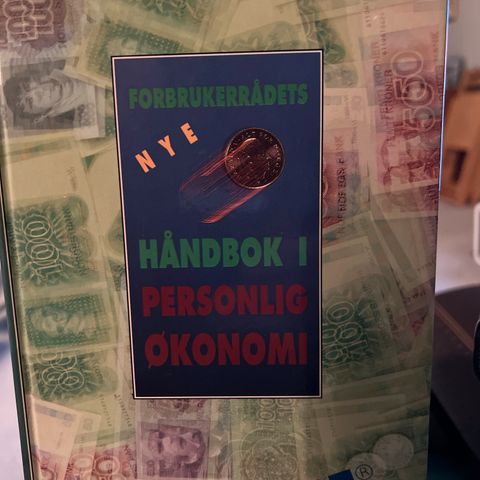 FORBRUKERRÅDETS
NYE
HÅNDBOK I
PERSONLIG
ØKONOMI
®